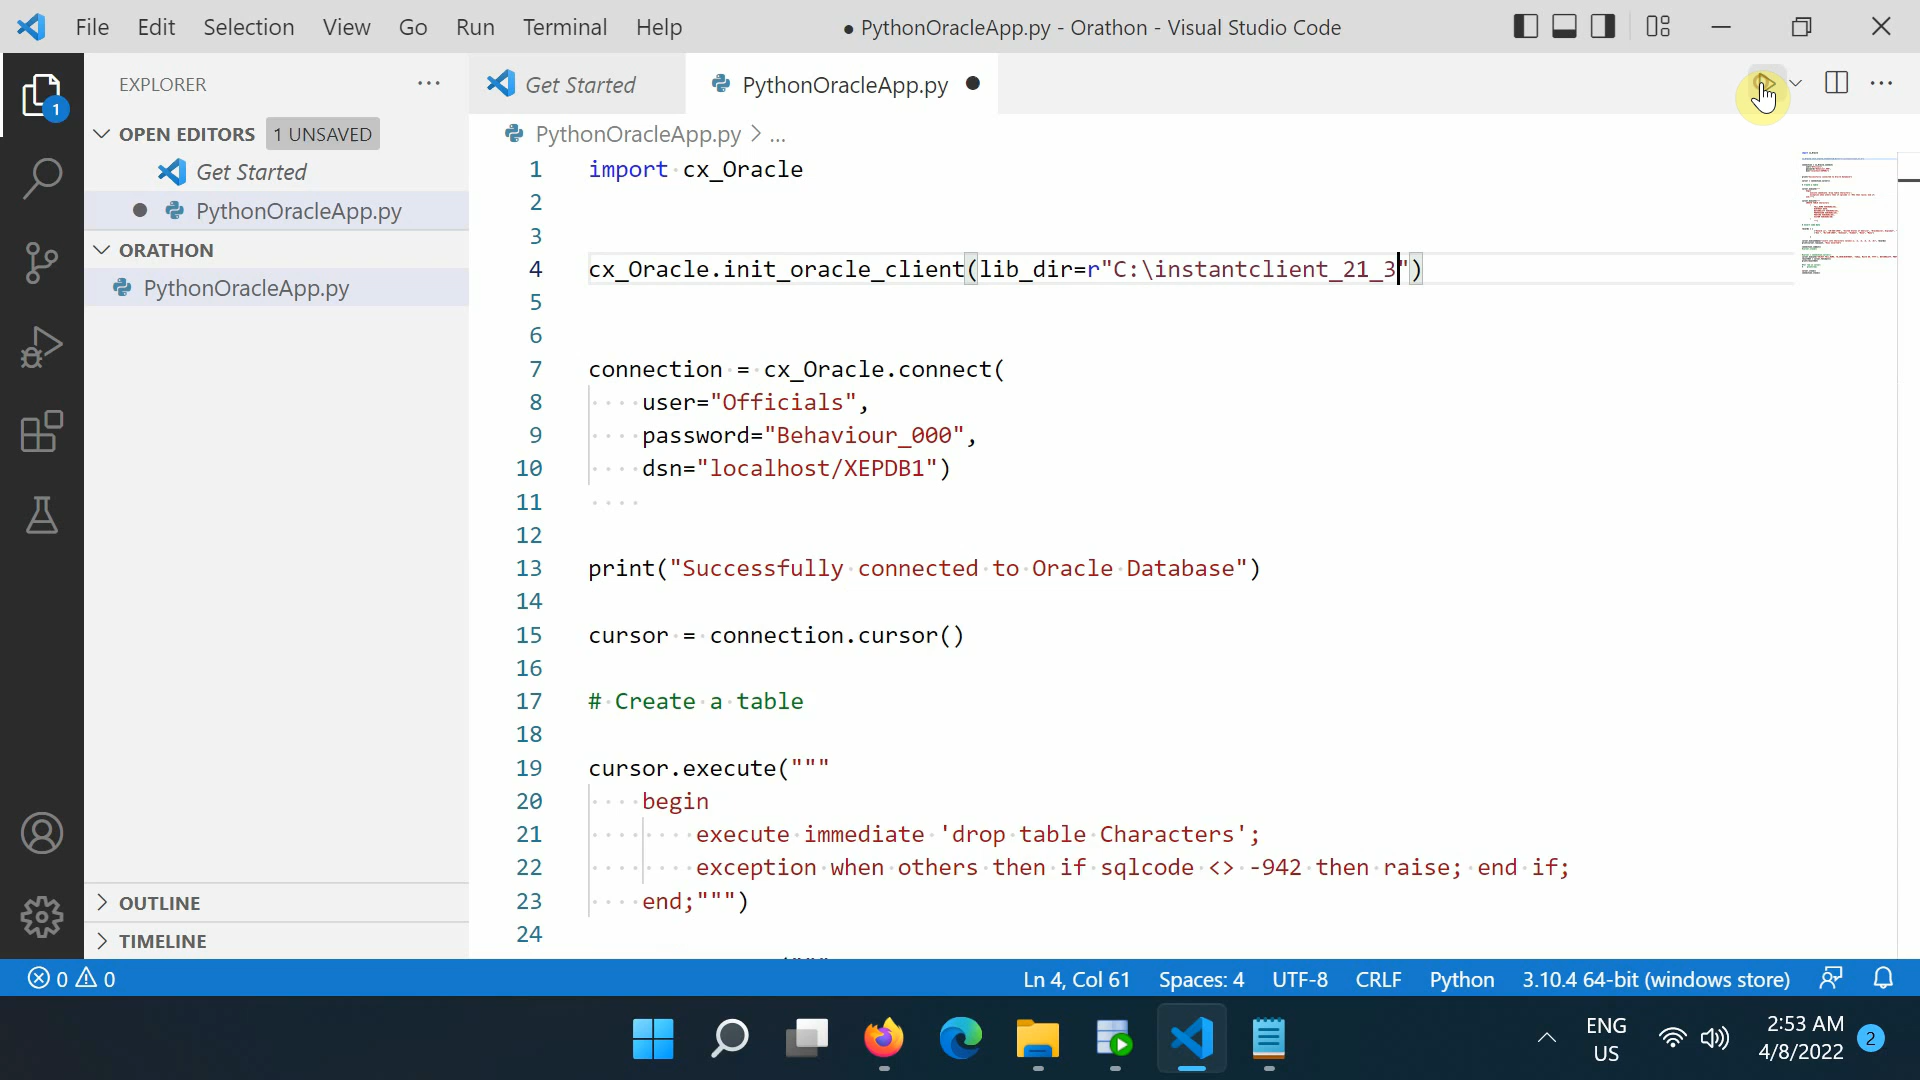 File Edit Selection View Go Run Terminal Help
● PythonOracleApp.py - Orathon - Visual Studio Code
EXPLORER
1
OPEN EDITORS 1 UNSAVED
Get Started
PythonOracleApp.py
ORATHON
PythonOracleApp.py
OUTLINE
TIMELINE
Get Started PythonOracleApp.py
PythonOracleApp.py > ...
1 import cx_Oracle
2
3
4 cx_Oracle.init_oracle_client(lib_dir=r"C:\instantclient_21_3")
5
6
7 connection = cx_Oracle.connect(
8 user="Officials",
9 password="Behaviour_000",
10 dsn="localhost/XEPDB1")
11
12
13 print("Successfully connected to Oracle Database")
14
15 cursor = connection.cursor()
16
17 # Create a table
18
19 cursor.execute("""
20 begin
21 execute immediate 'drop table Characters';
22 exception when others then if sqlcode <> -942 then raise; end if;
23 end;""")
24
0 0
Ln 4, Col 61 Spaces: 4 UTF-8 CRLF Python 3.10.4 64-bit (windows store)
ENG
US
2:53 AM
4/8/2022
2